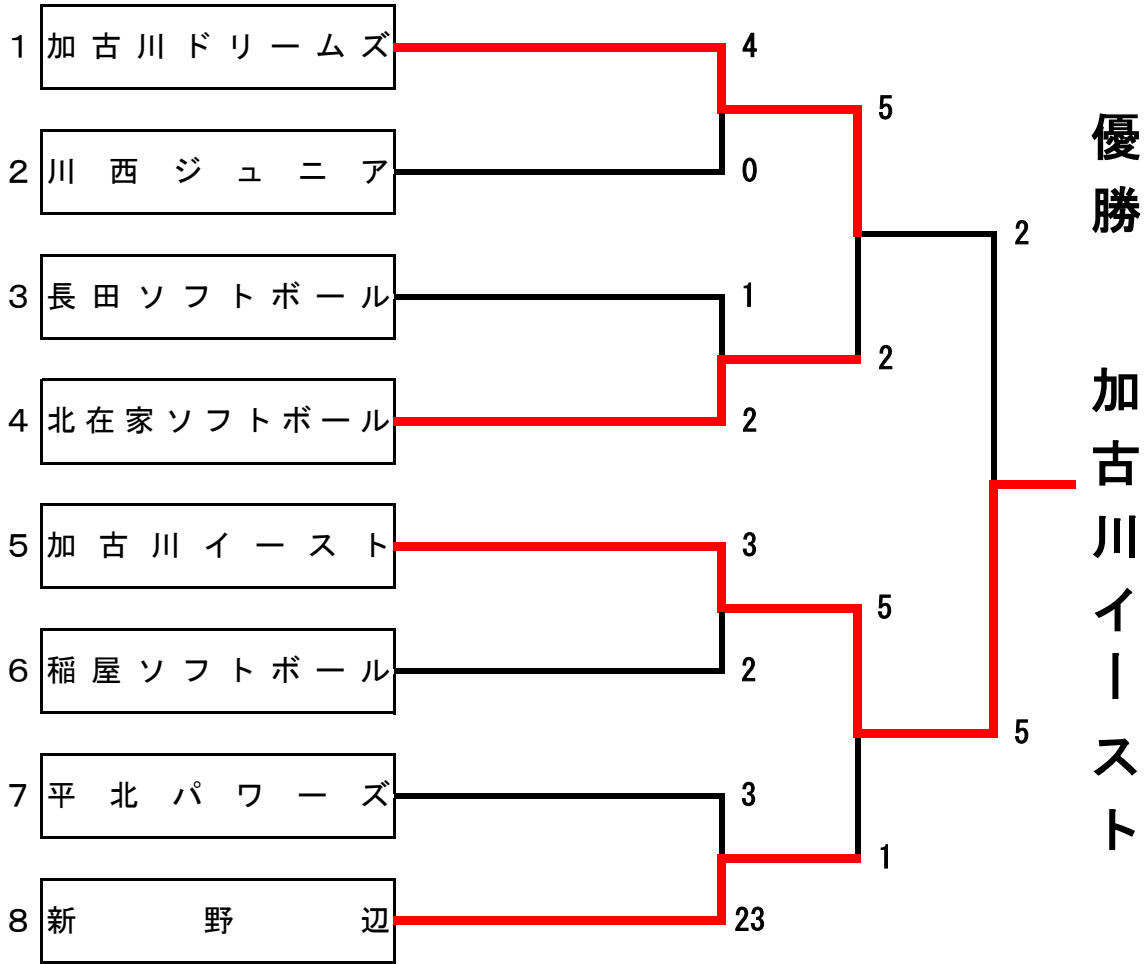 1 加古川ドリームズ 4
5
2 川西ジュニア 0
2
3 長田ソフトボール 1
2
4 北在家ソフトボール 2
5 加古川イースト 3
5
6 稲屋ソフトボール 2
5
7 平北パワーズ 3
1
8 新野辺 23
優勝 加古川イースト